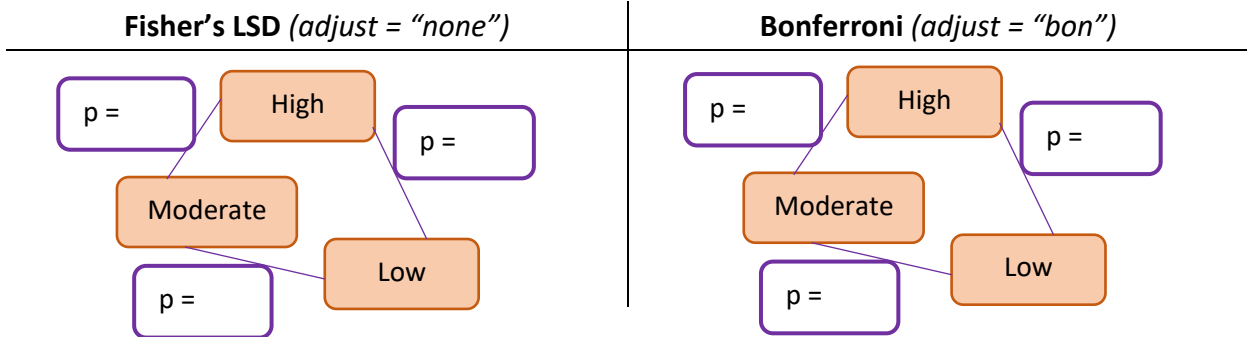 Fisher's LSD (adjust = “none”)
Bonferroni (adjust = “bon”)
p =
High
p =
Moderate
Low
p =
p =
High
p =
Moderate
Low
p =